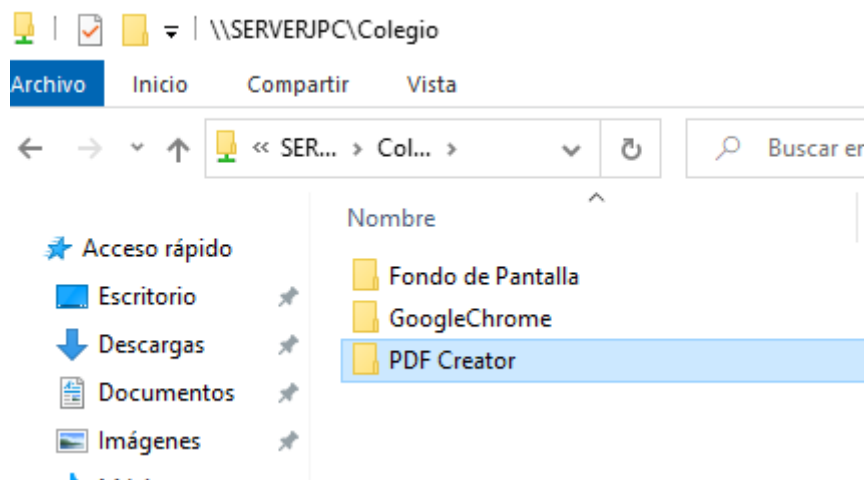 \\SERVERJPC\Colegio
Archivo Inicio Compartir Vista
« SER... › Col... › Buscar en
Nombre
Acceso rápido
Fondo de Pantalla
Escritorio
GoogleChrome
Descargas
PDF Creator
Documentos
Imágenes